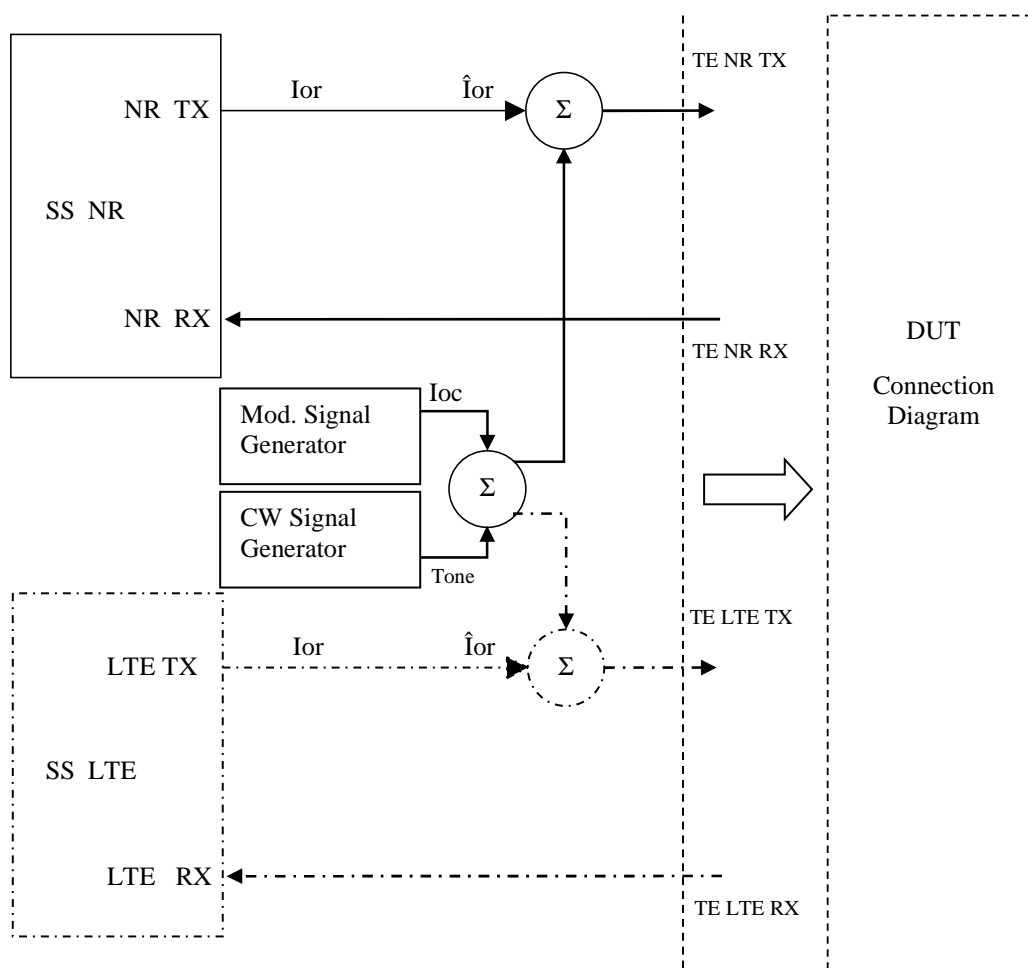 TE NR TX
Ior
Îor
NR TX
Σ
SS NR
NR RX
TE NR RX
DUT
Connection
Diagram
Ioc
Mod. Signal
Generator
Σ
CW Signal
Generator
Tone
TE LTE TX
Ior
Îor
LTE TX
Σ
SS LTE
LTE RX
TE LTE RX